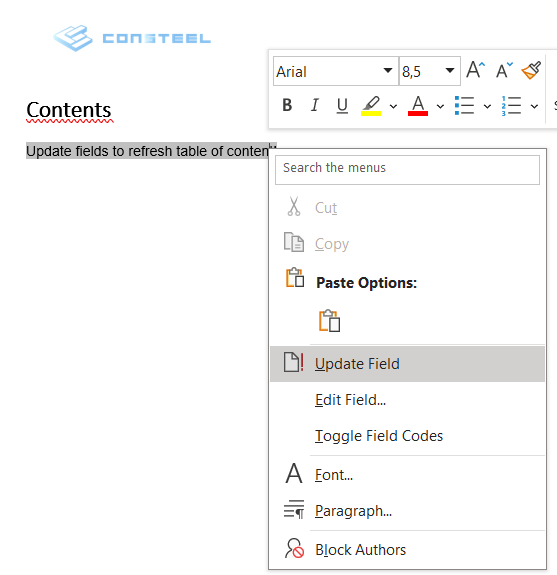 CONSTEEL
Arial 8,5
B I U
Contents
Update fields to refresh table of content
Search the menus
Cut
Copy
Paste Options:
Update Field
Edit Field...
Toggle Field Codes
Font...
Paragraph...
Block Authors